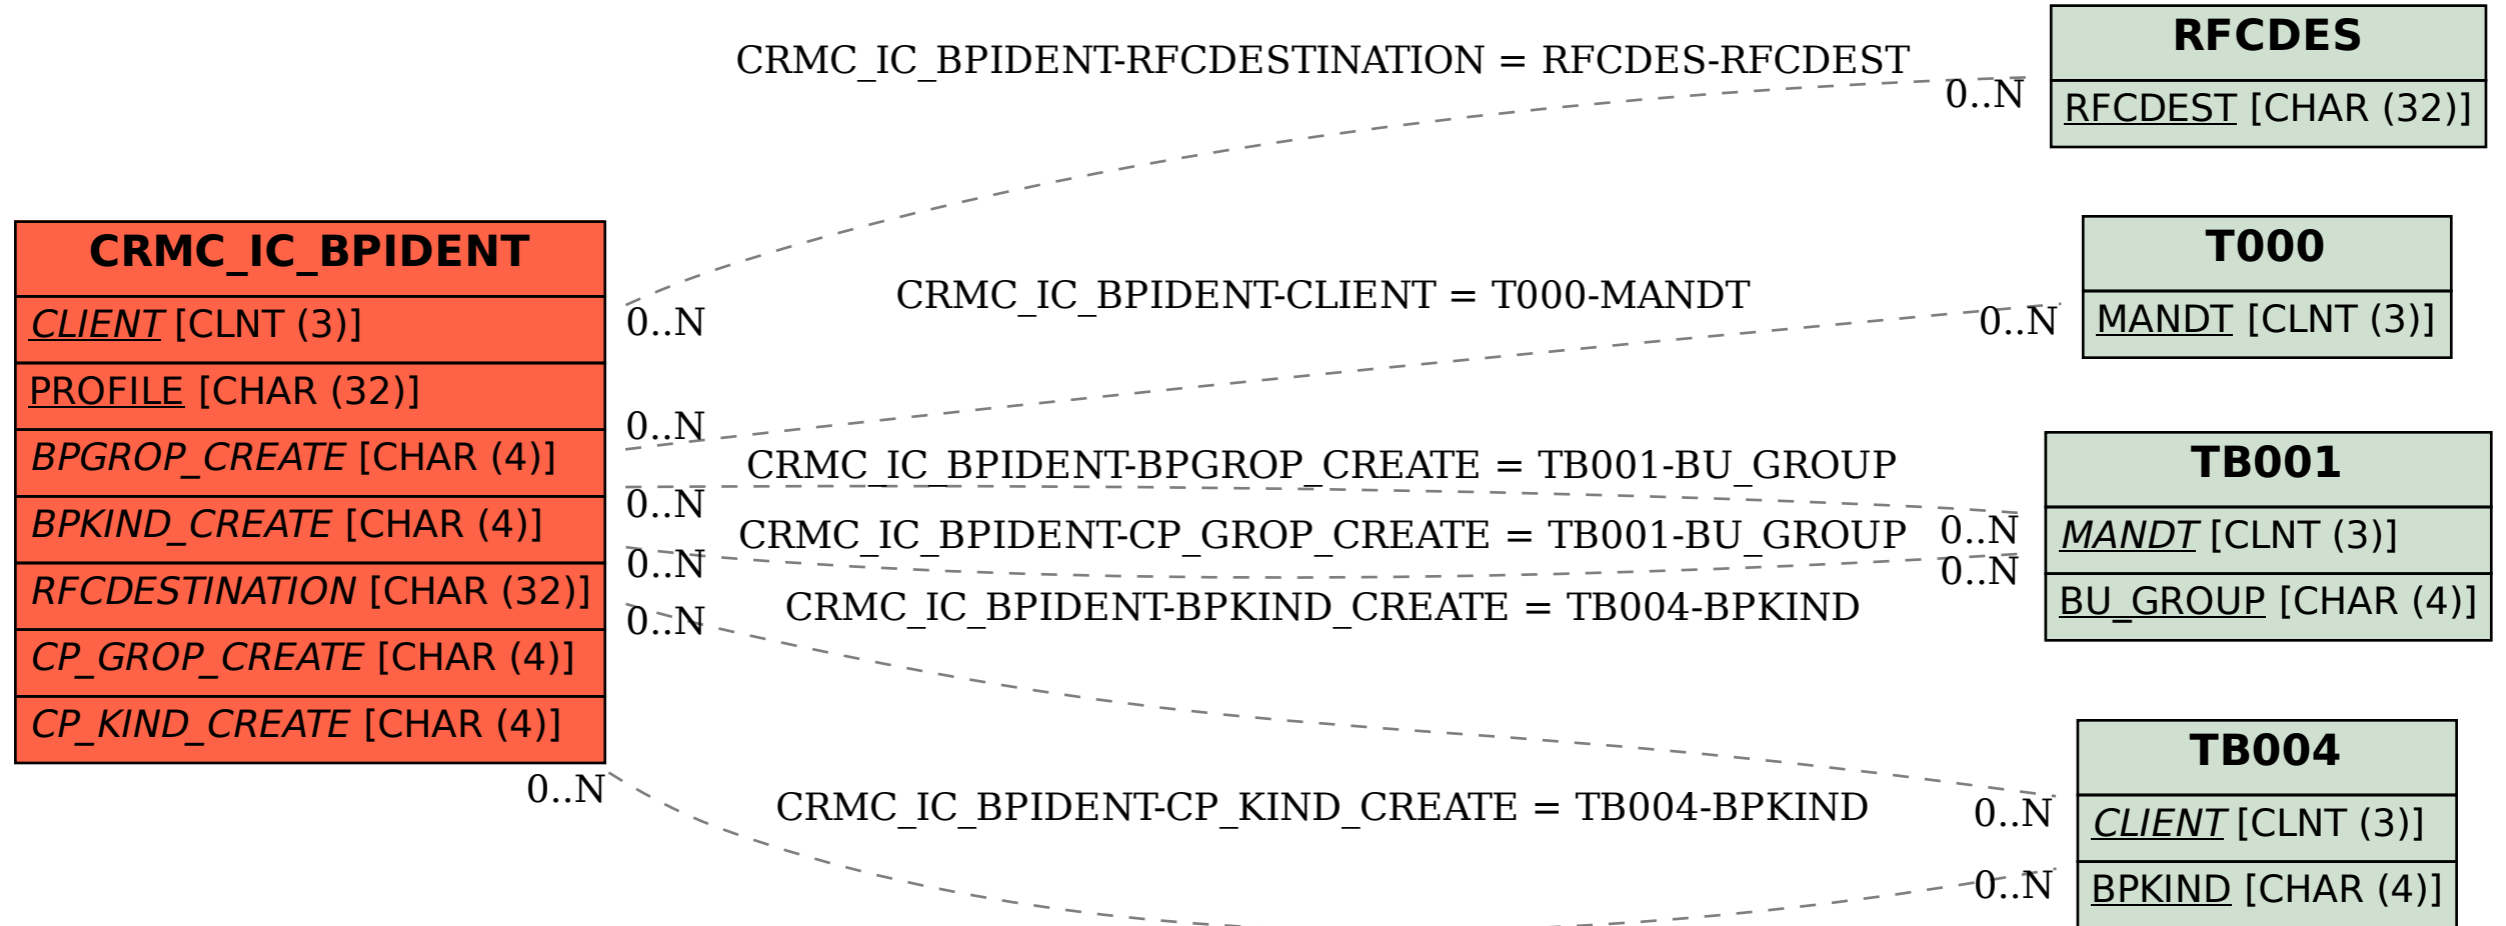 CRMC_IC_BPIDENT
CLIENT [CLNT (3)]
PROFILE [CHAR (32)]
BPGROP_CREATE [CHAR (4)]
BPKIND_CREATE [CHAR (4)]
RFCDESTINATION [CHAR (32)]
CP_GROP_CREATE [CHAR (4)]
CP_KIND_CREATE [CHAR (4)]
CRMC_IC_BPIDENT-RFCDESTINATION = RFCDES-RFCDEST
0..N
0..N
CRMC_IC_BPIDENT-CLIENT = T000-MANDT
0..N
0..N
CRMC_IC_BPIDENT-BPGROP_CREATE = TB001-BU_GROUP
0..N
0..N
CRMC_IC_BPIDENT-CP_GROP_CREATE = TB001-BU_GROUP
0..N
0..N
CRMC_IC_BPIDENT-BPKIND_CREATE = TB004-BPKIND
0..N
0..N
CRMC_IC_BPIDENT-CP_KIND_CREATE = TB004-BPKIND
0..N
0..N
RFCDES
RFCDEST [CHAR (32)]
T000
MANDT [CLNT (3)]
TB001
MANDT [CLNT (3)]
BU_GROUP [CHAR (4)]
TB004
CLIENT [CLNT (3)]
BPKIND [CHAR (4)]